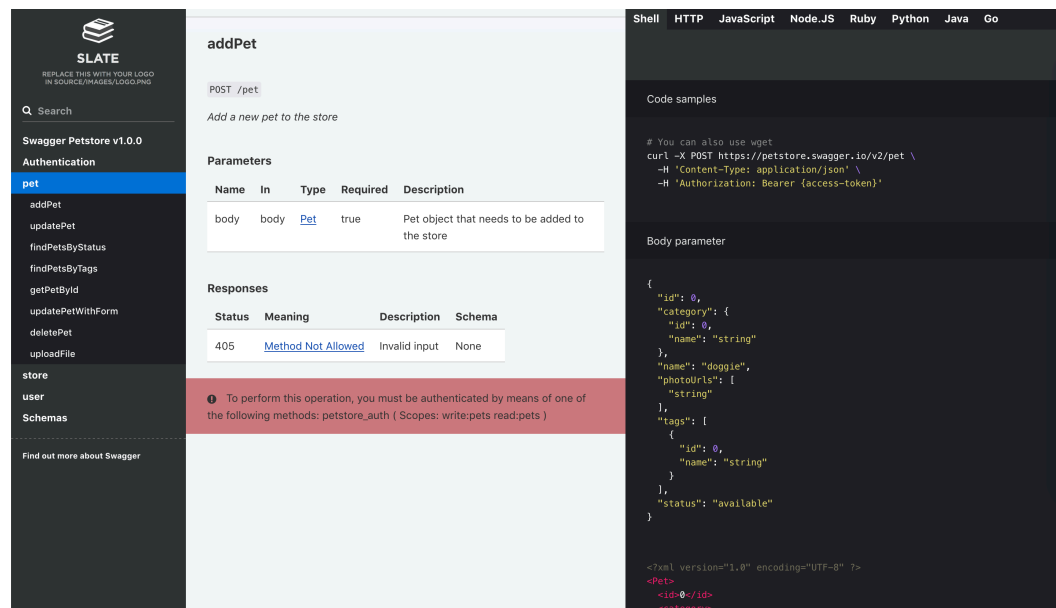 SLATE
REPLACE THIS WITH YOUR LOGO
IN SOURCE/IMAGES/LOGO.PNG
Search
Swagger Petstore v1.0.0
Authentication
pet
addPet
updatePet
findPetsByStatus
findPetsByTags
getPetById
updatePetWithForm
deletePet
uploadFile
store
user
Schemas
Find out more about Swagger
addPet
POST /pet
Add a new pet to the store
Parameters
Name In Type Required Description
body body Pet true Pet object that needs to be added to
the store
Responses
Status Meaning Description Schema
405 Method Not Allowed Invalid input None
To perform this operation, you must be authenticated by means of one of
the following methods: petstore_auth ( Scopes: write:pets read:pets )
Shell HTTP JavaScript Node.JS Ruby Python Java Go
Code samples
# You can also use wget
curl -X POST https://petstore.swagger.io/v2/pet \
-H 'Content-Type: application/json' \
-H 'Authorization: Bearer {access-token}'
Body parameter
{
"id": 0,
"category": {
"id": 0,
"name": "string"
},
"name": "doggie",
"photoUrls": [
"string"
],
"tags": [
{
"id": 0,
"name": "string"
}
],
"status": "available"
}
<?xml version="1.0" encoding="UTF-8" ?>
<Pet>
<id>0</id>